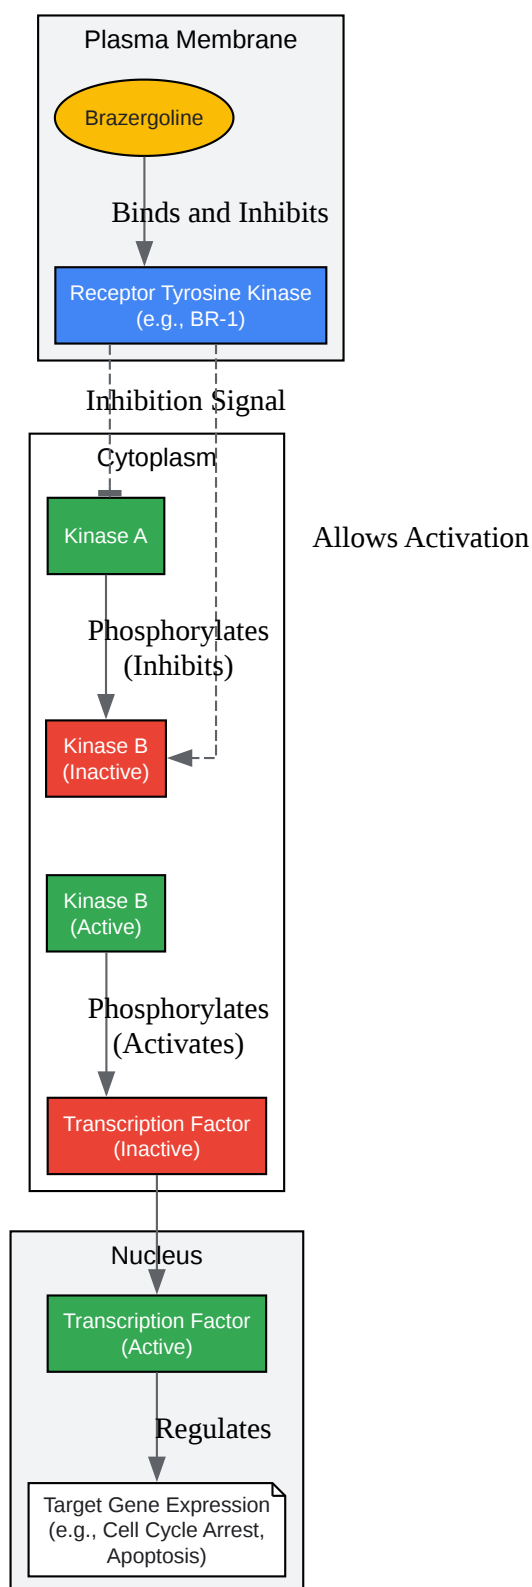 Plasma Membrane
Brazergoline
Binds and Inhibits
Receptor Tyrosine Kinase
(e.g., BR-1)
Inhibition Signal
Cytoplasm
Kinase A
Allows Activation
Phosphorylates
(Inhibits)
Kinase B
(Inactive)
Kinase B
(Active)
Phosphorylates
(Activates)
Transcription Factor
(Inactive)
Nucleus
Transcription Factor
(Active)
Regulates
Target Gene Expression
(e.g., Cell Cycle Arrest,
Apoptosis)